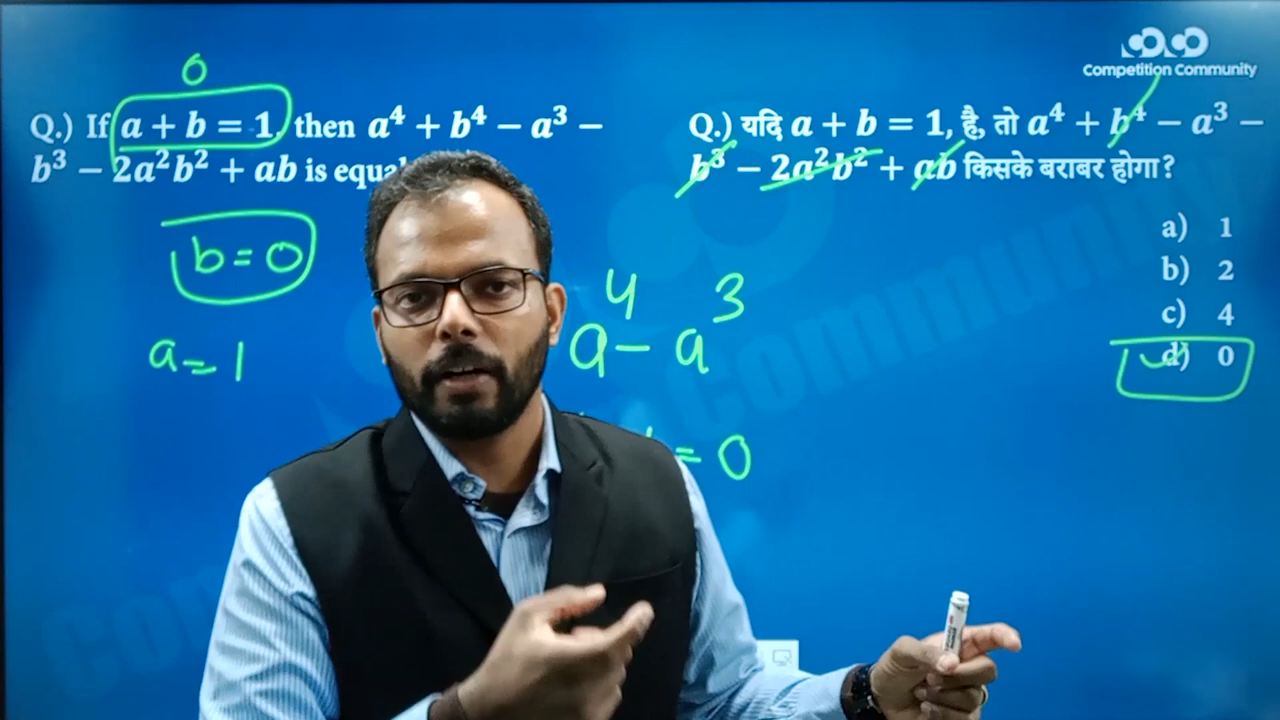 Competition Community
0
Q.) If a + b = 1, then a⁴ + b⁴ − a³ −
b³ − 2a²b² + ab is equa
Q.) यदि a + b = 1, है, तो a⁴ + b⁴ − a³ −
b³ − 2a²b² + ab किसके बराबर होगा?
a) 1
b) 2
c) 4
d) 0
b = 0
a = 1
a⁴ − a³
= 0